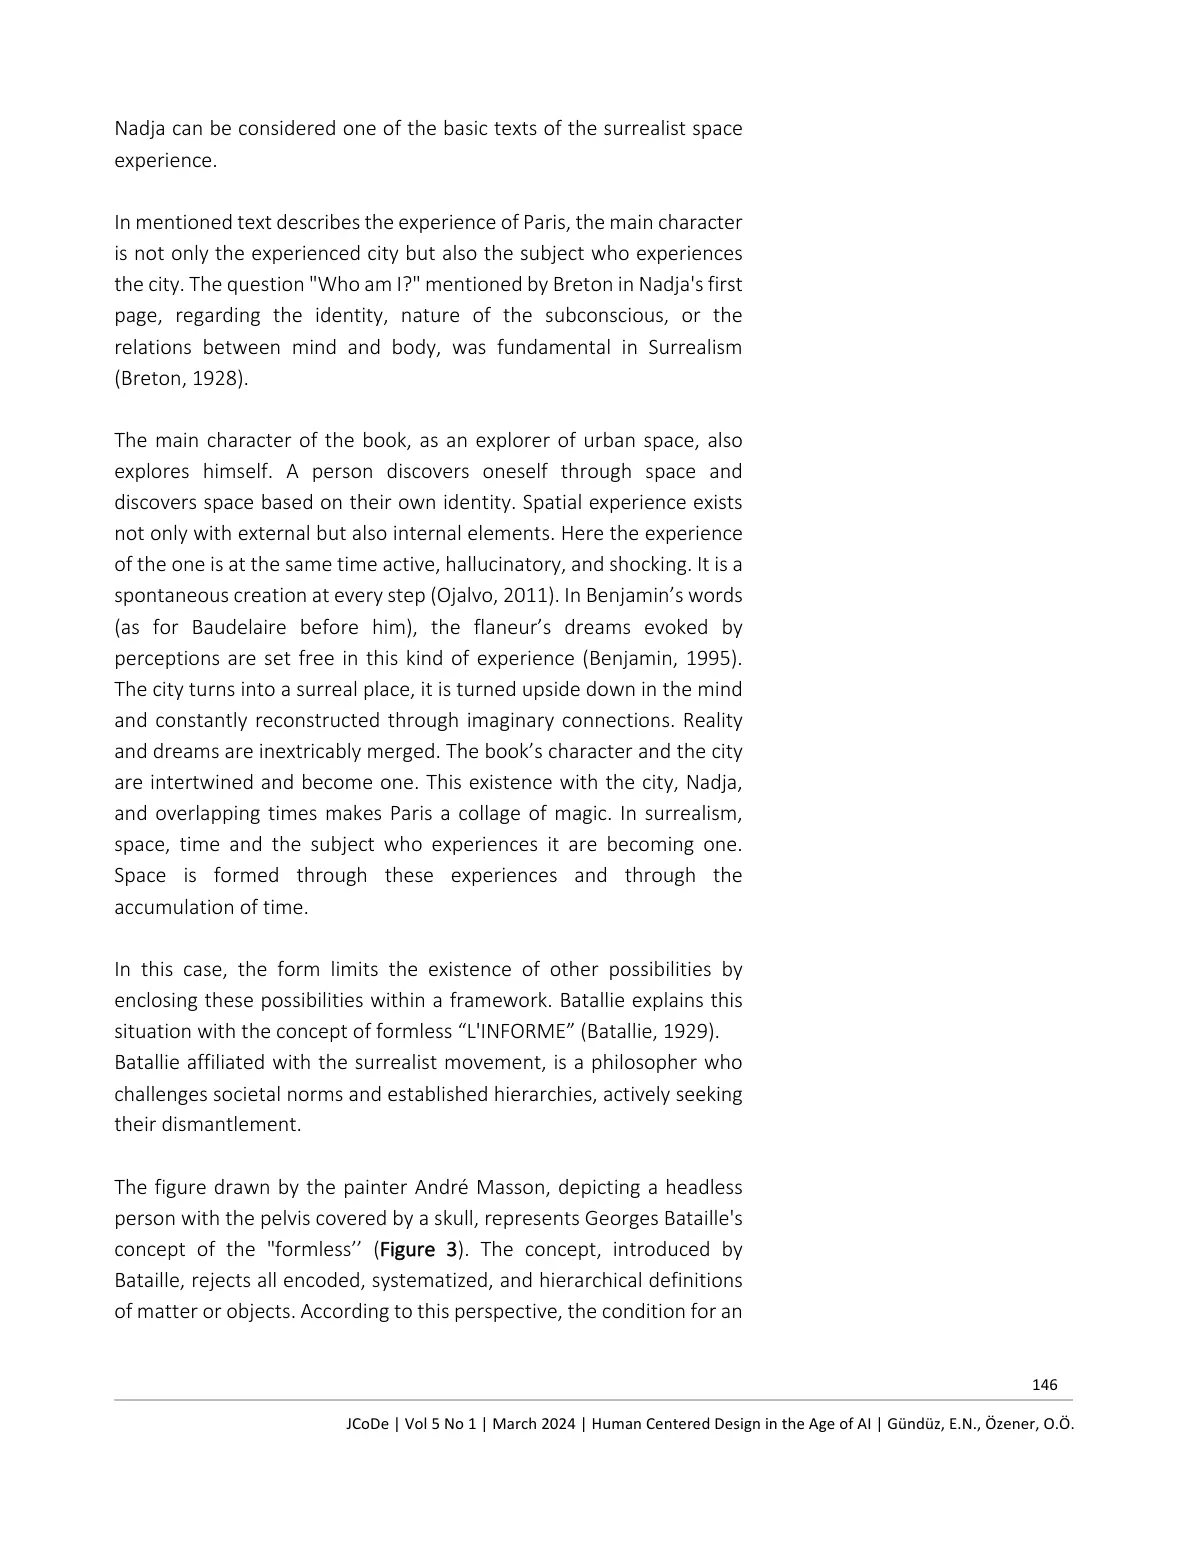 Nadja can be considered one of the basic texts of the surrealist space
experience.
In mentioned text describes the experience of Paris, the main character
is not only the experienced city but also the subject who experiences
the city. The question "Who am I?" mentioned by Breton in Nadja's first
page, regarding the identity, nature of the subconscious, or the
relations between mind and body, was fundamental in Surrealism
(Breton, 1928).
The main character of the book, as an explorer of urban space, also
explores himself. A person discovers oneself through space and
discovers space based on their own identity. Spatial experience exists
not only with external but also internal elements. Here the experience
of the one is at the same time active, hallucinatory, and shocking. It is a
spontaneous creation at every step (Ojalvo, 2011). In Benjamin’s words
(as for Baudelaire before him), the flaneur’s dreams evoked by
perceptions are set free in this kind of experience (Benjamin, 1995).
The city turns into a surreal place, it is turned upside down in the mind
and constantly reconstructed through imaginary connections. Reality
and dreams are inextricably merged. The book’s character and the city
are intertwined and become one. This existence with the city, Nadja,
and overlapping times makes Paris a collage of magic. In surrealism,
space, time and the subject who experiences it are becoming one.
Space is formed through these experiences and through the
accumulation of time.
In this case, the form limits the existence of other possibilities by
enclosing these possibilities within a framework. Batallie explains this
situation with the concept of formless “L'INFORME” (Batallie, 1929).
Batallie affiliated with the surrealist movement, is a philosopher who
challenges societal norms and established hierarchies, actively seeking
their dismantlement.
The figure drawn by the painter André Masson, depicting a headless
person with the pelvis covered by a skull, represents Georges Bataille's
concept of the "formless’’ (Figure 3). The concept, introduced by
Bataille, rejects all encoded, systematized, and hierarchical definitions
of matter or objects. According to this perspective, the condition for an
146
JCoDe | Vol 5 No 1 | March 2024 | Human Centered Design in the Age of AI | Gündüz, E.N., Özener, O.Ö.